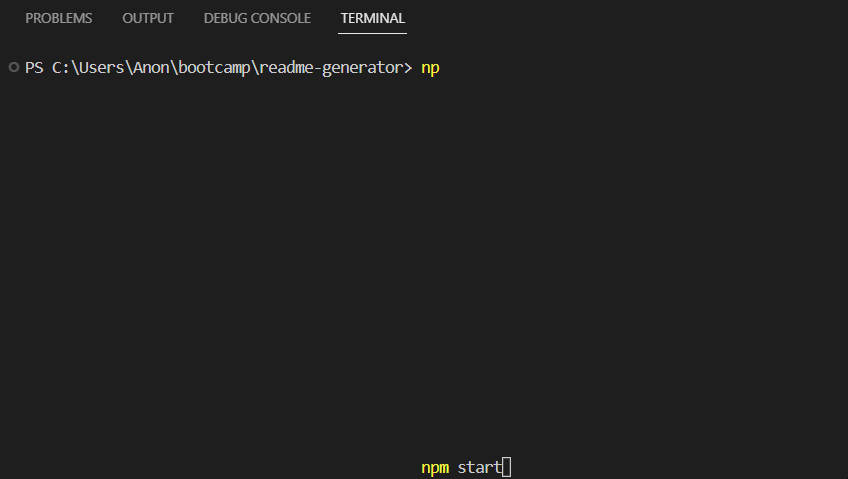 PROBLEMS OUTPUT DEBUG CONSOLE TERMINAL
PS C:\Users\Anon\bootcamp\readme-generator> np
npm start